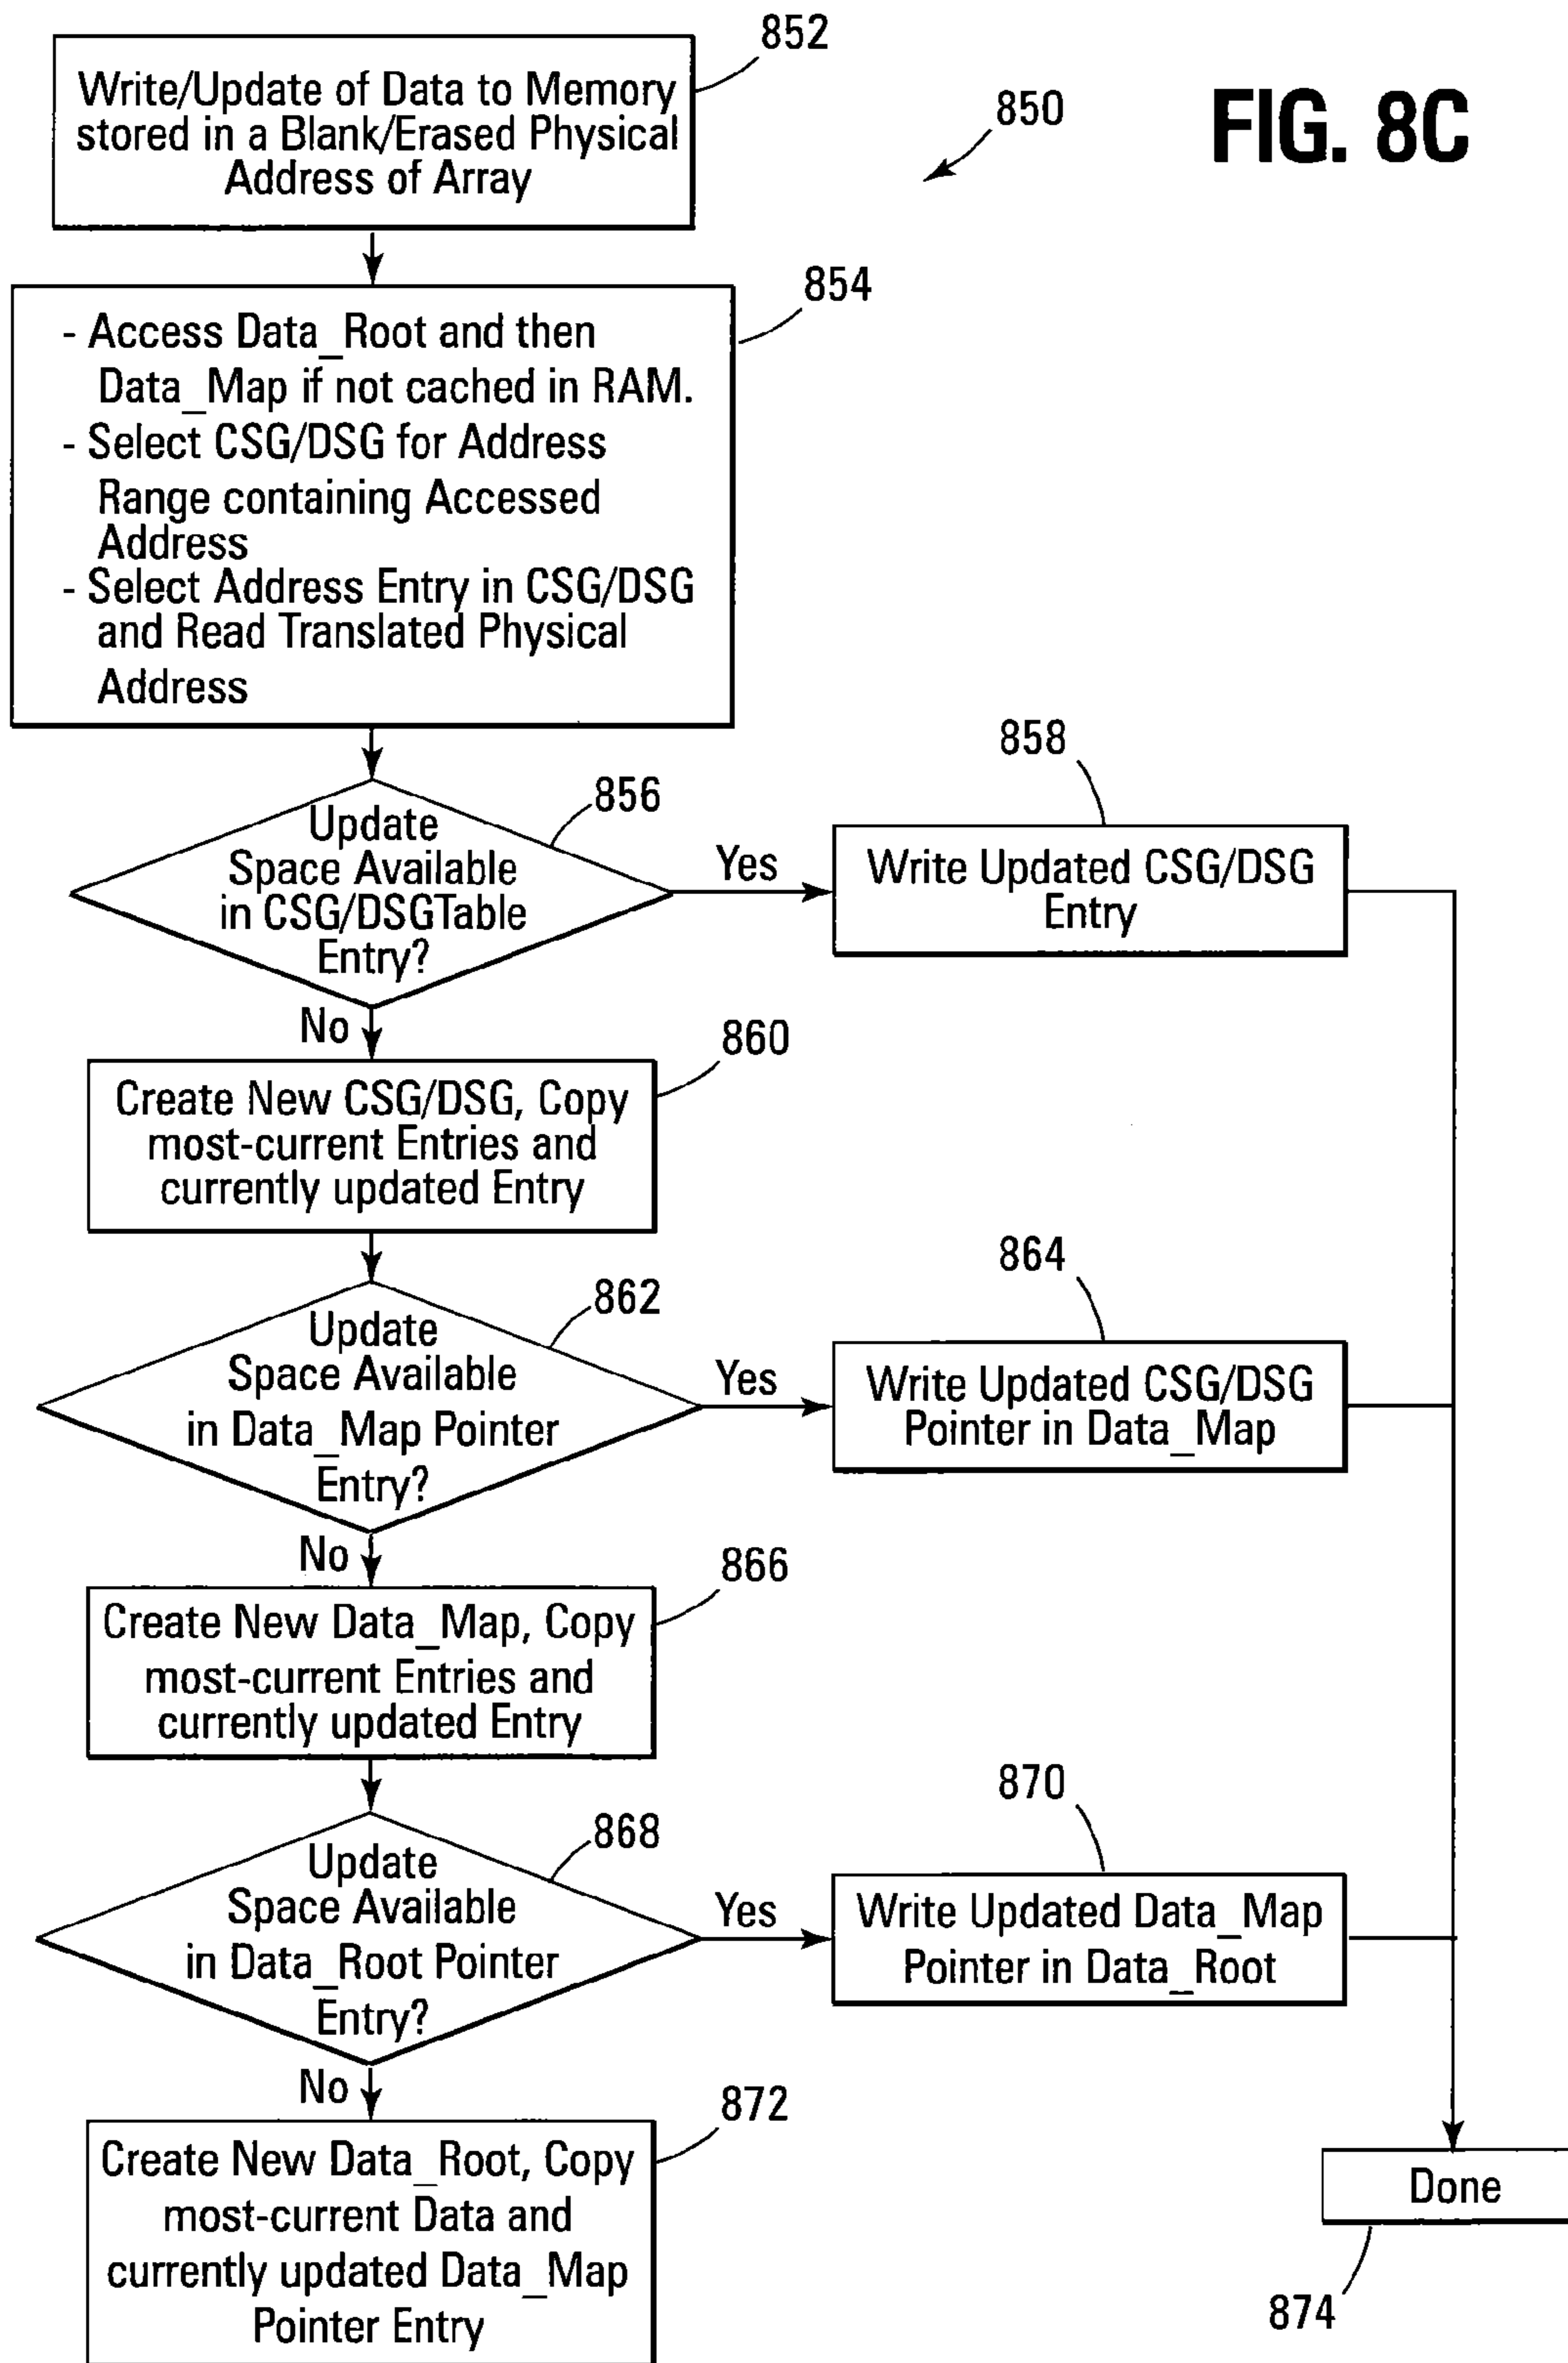 852
Write/Update of Data to Memory
stored in a Blank/Erased Physical
Address of Array
850
FIG. 8C
854
- Access Data_Root and then
Data_Map if not cached in RAM.
- Select CSG/DSG for Address
Range containing Accessed
Address
- Select Address Entry in CSG/DSG
and Read Translated Physical
Address
856
Update
Space Available
in CSG/DSGTable
Entry?
Yes
858
Write Updated CSG/DSG
Entry
No
860
Create New CSG/DSG, Copy
most-current Entries and
currently updated Entry
862
Update
Space Available
in Data_Map Pointer
Entry?
Yes
864
Write Updated CSG/DSG
Pointer in Data_Map
No
866
Create New Data_Map, Copy
most-current Entries and
currently updated Entry
868
Update
Space Available
in Data_Root Pointer
Entry?
Yes
870
Write Updated Data_Map
Pointer in Data_Root
No
872
Create New Data_Root, Copy
most-current Data and
currently updated Data_Map
Pointer Entry
Done
874